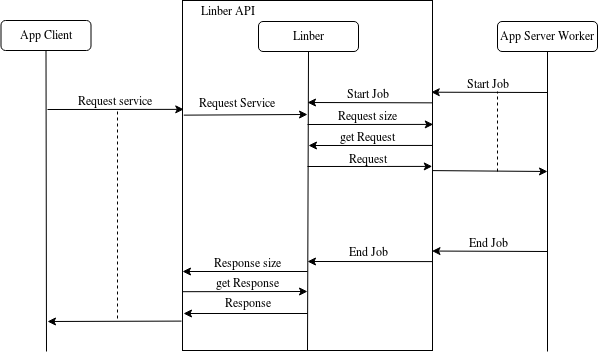 Linber API
App Client
Linber
App Server Worker
Start Job
Start Job
Request service
Request Service
Request size
get Request
Request
End Job
End Job
Response size
get Response
Response